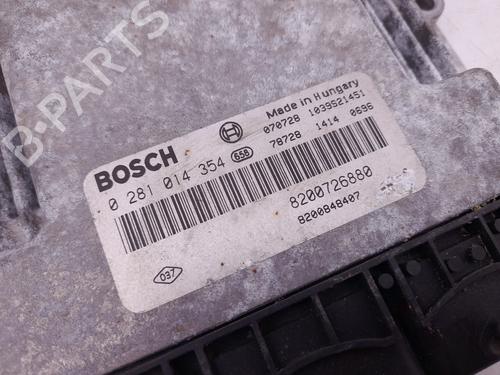 B-PARTS
Made in Hungary
070728 1039S21451
78728 1414 0696
BOSCH
0 281 014 354 658
8200726880
8200848407
037